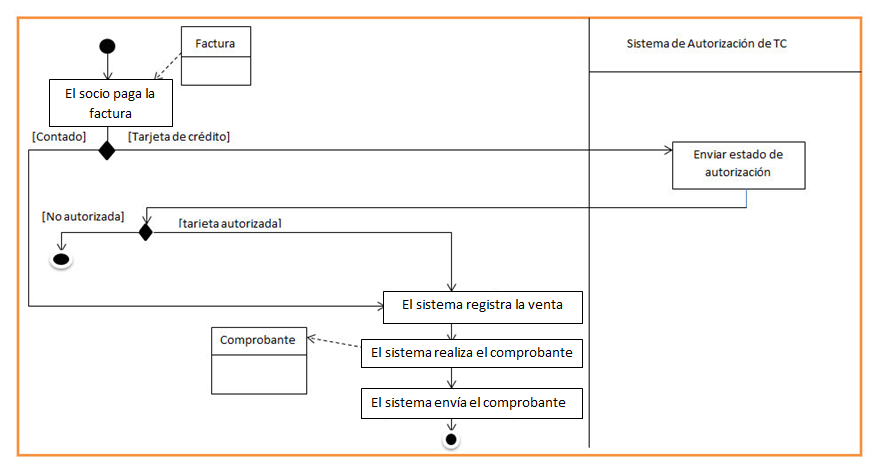 Factura
Sistema de Autorización de TC
El socio paga la
factura
[Contado]
[Tarjeta de crédito]
Enviar estado de
autorización
[No autorizada]
[tarjeta autorizada]
El sistema registra la venta
Comprobante
El sistema realiza el comprobante
El sistema envía el comprobante